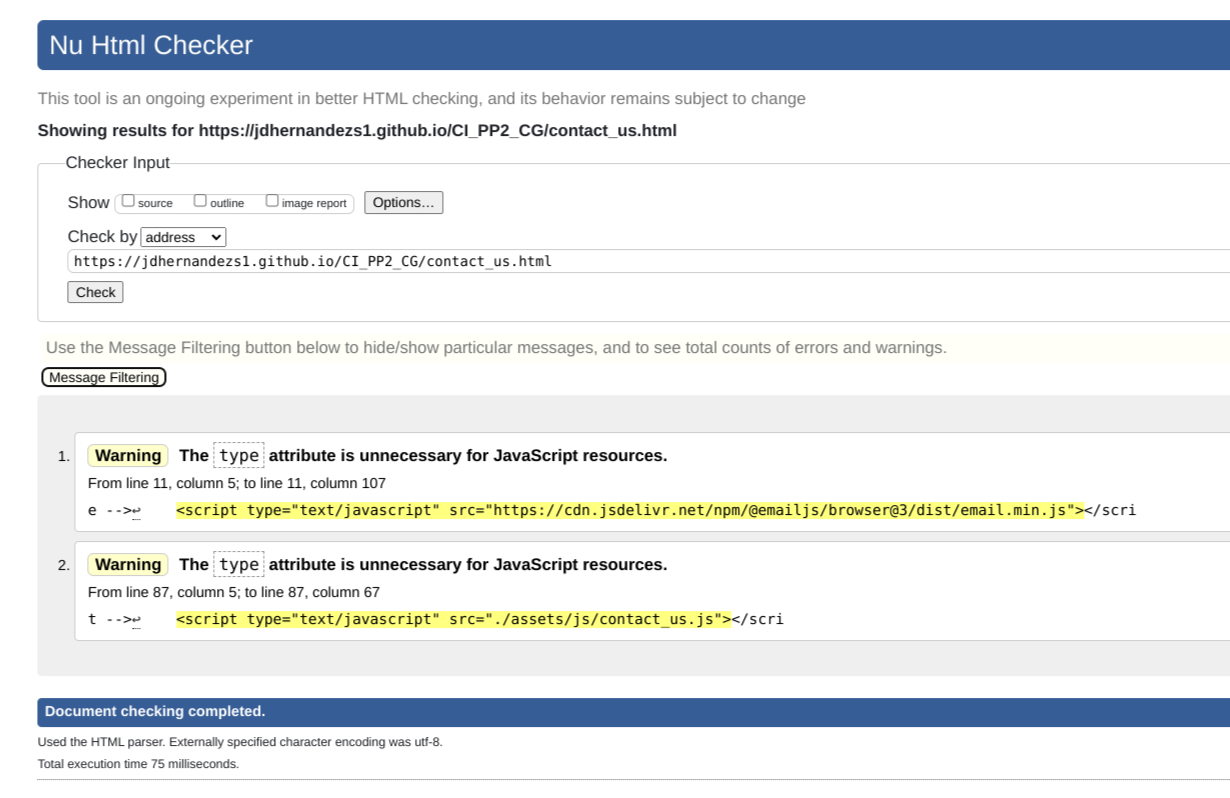 Nu Html Checker
This tool is an ongoing experiment in better HTML checking, and its behavior remains subject to change
Showing results for https://jdhernandezs1.github.io/CI_PP2_CG/contact_us.html
Checker Input
Show source outline image report Options...
Check by address
https://jdhernandezs1.github.io/CI_PP2_CG/contact_us.html
Check
Use the Message Filtering button below to hide/show particular messages, and to see total counts of errors and warnings.
Message Filtering
1. Warning The type attribute is unnecessary for JavaScript resources.
From line 11, column 5; to line 11, column 107
e -->↩ <script type="text/javascript" src="https://cdn.jsdelivr.net/npm/@emailjs/browser@3/dist/email.min.js"></scri
2. Warning The type attribute is unnecessary for JavaScript resources.
From line 87, column 5; to line 87, column 67
t -->↩ <script type="text/javascript" src="./assets/js/contact_us.js"></scri
Document checking completed.
Used the HTML parser. Externally specified character encoding was utf-8.
Total execution time 75 milliseconds.